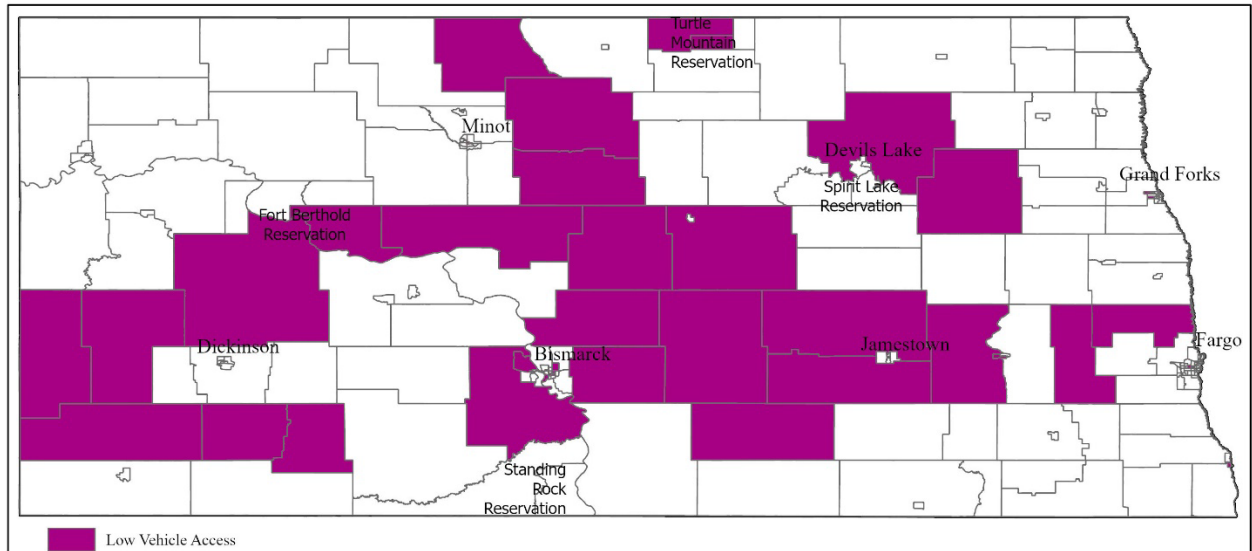 Turtle
Mountain
Reservation
Minot
Devils Lake
Grand Forks
Spirit Lake
Reservation
Fort Berthold
Reservation
Dickinson
Bismarck
Jamestown
Fargo
Standing
Rock
Reservation
Low Vehicle Access